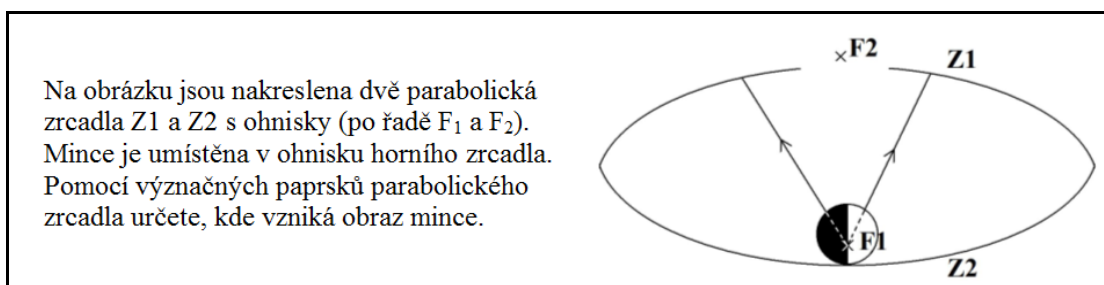 Na obrázku jsou nakreslena dvě parabolická
zrcadla Z1 a Z2 s ohnisky (po řadě F₁ a F₂).
Mince je umístěna v ohnisku horního zrcadla.
Pomocí význačných paprsků parabolického
zrcadla určete, kde vzniká obraz mince.
F2
Z1
F1
Z2